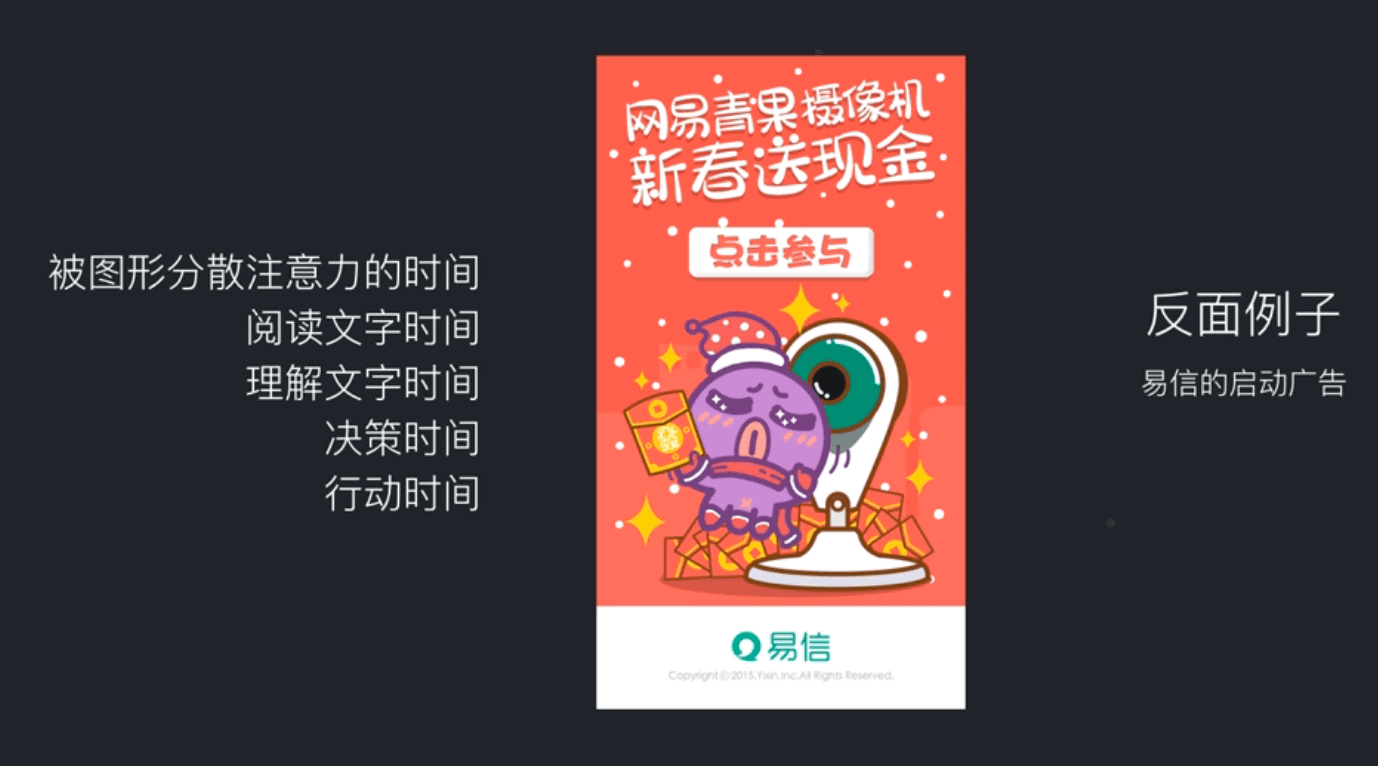 被图形分散注意力的时间
阅读文字时间
理解文字时间
决策时间
行动时间
网易青果摄像机
新春送现金
点击参与
易信
Copyright©2015.Yixin.Inc.All Rights Reserved.
反面例子
易信的启动广告